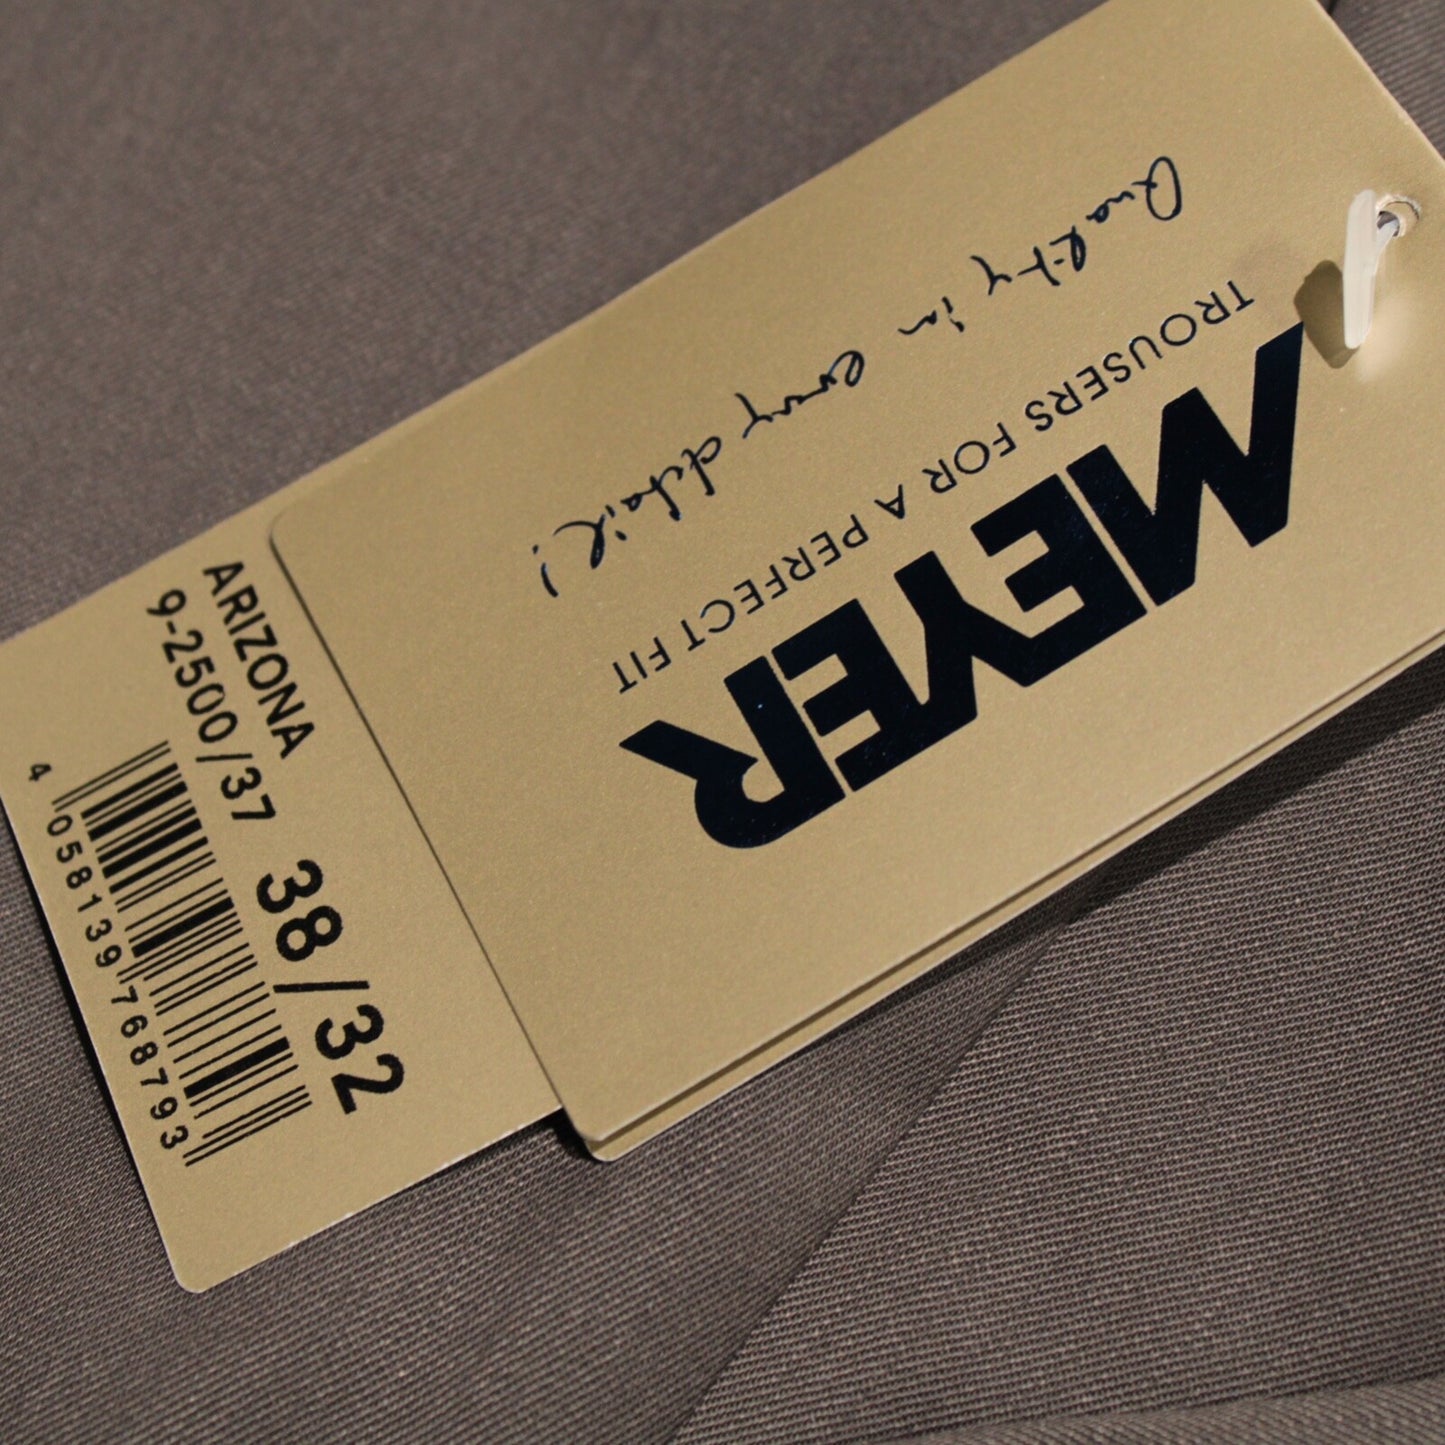 MEYER
TROUSERS FOR A PERFECT FIT
Quality in every detail!
ARIZONA
9-2500/37
38/32
4 058139 768793